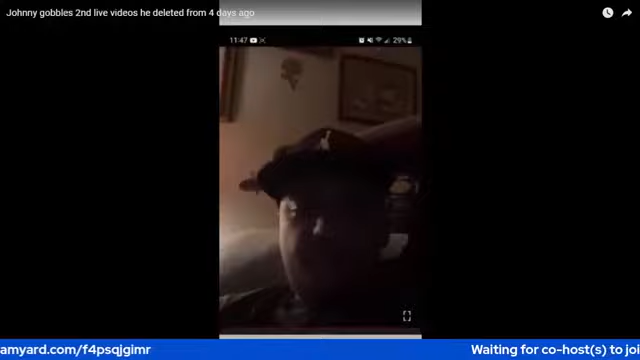 Johnny gobbles 2nd live videos he deleted from 4 days ago
11:47
29%
amyard.com/f4psqjgimr
Waiting for co-host(s) to joi